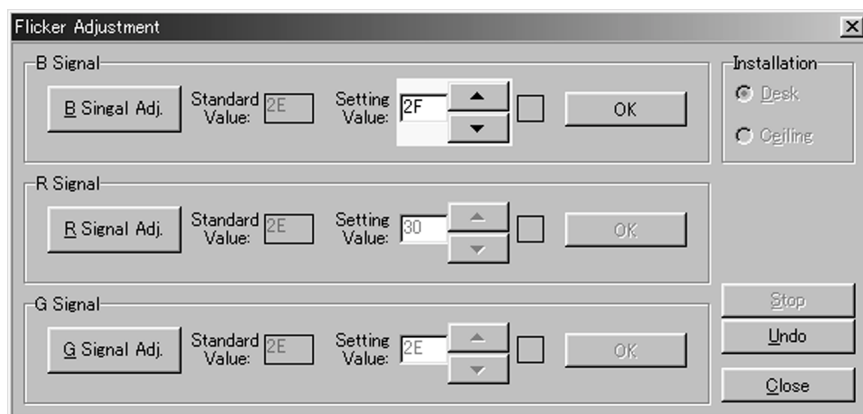 Flicker Adjustment
B Signal
B Singal Adj.
Standard Value:
2E
Setting Value:
2F
OK
Installation
Desk
Ceiling
R Signal
R Signal Adj.
Standard Value:
2E
Setting Value:
30
OK
G Signal
G Signal Adj.
Standard Value:
2E
Setting Value:
2E
OK
Stop
Undo
Close